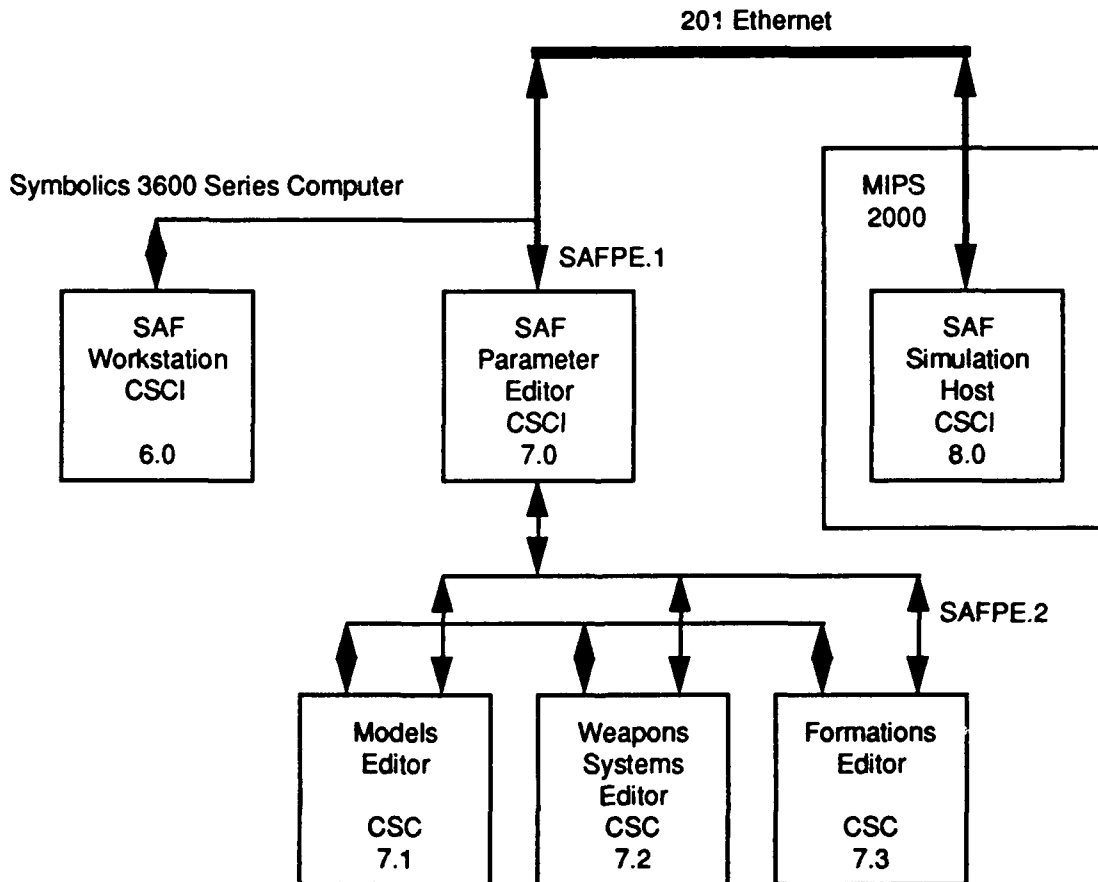 201 Ethernet
Symbolics 3600 Series Computer
MIPS
2000
SAFPE.1
SAF
Workstation
CSCI
6.0
SAF
Parameter
Editor
CSCI
7.0
SAF
Simulation
Host
CSCI
8.0
SAFPE.2
Models
Editor
CSC
7.1
Weapons
Systems
Editor
CSC
7.2
Formations
Editor
CSC
7.3